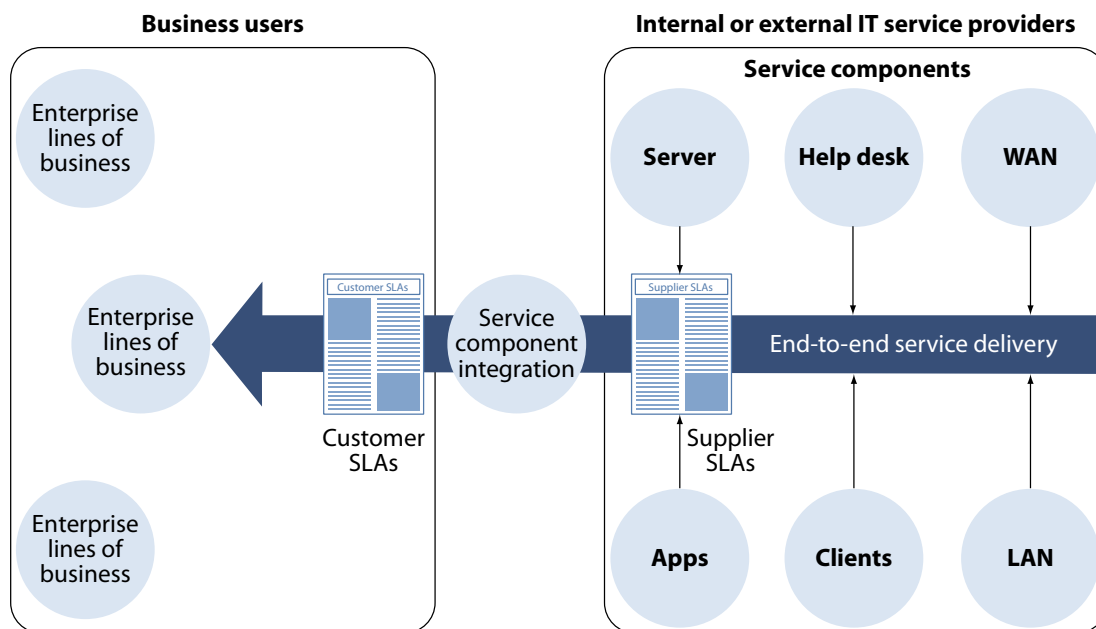 Business users
Internal or external IT service providers
Service components
Enterprise
lines of
business
Server
Help desk
WAN
Enterprise
lines of
business
Customer SLAs
Service
component
integration
Supplier SLAs
End-to-end service delivery
Customer
SLAs
Supplier
SLAs
Enterprise
lines of
business
Apps
Clients
LAN